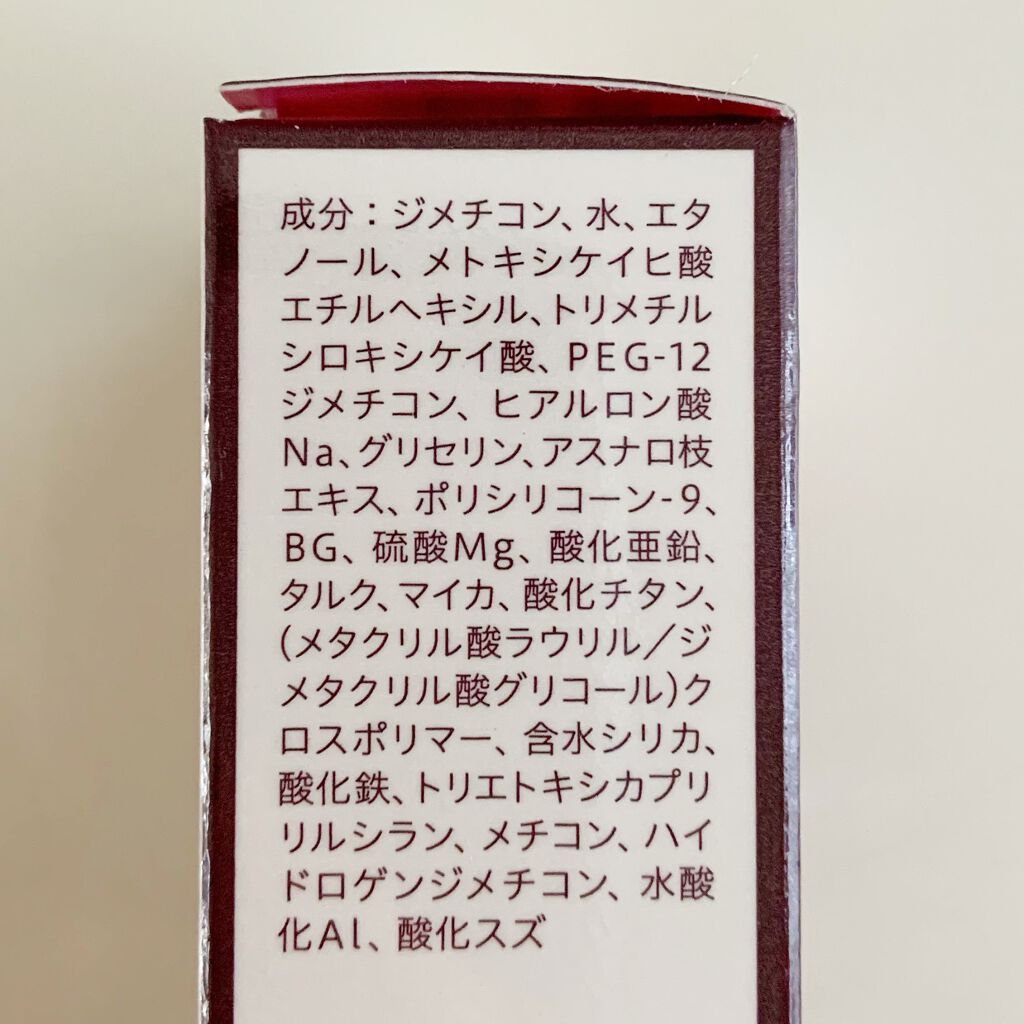 成分：ジメチコン、水、エタ
ノール、メトキシケイヒ酸
エチルヘキシル、トリメチル
シロキシケイ酸、PEG-12
ジメチコン、ヒアルロン酸
Na、グリセリン、アスナロ枝
エキス、ポリシリコーン-9、
BG、硫酸Mg、酸化亜鉛、
タルク、マイカ、酸化チタン、
(メタクリル酸ラウリル／ジ
メタクリル酸グリコール)ク
ロスポリマー、含水シリカ、
酸化鉄、トリエトキシカプリ
リルシラン、メチコン、ハイ
ドロゲンジメチコン、水酸
化Al、酸化スズ